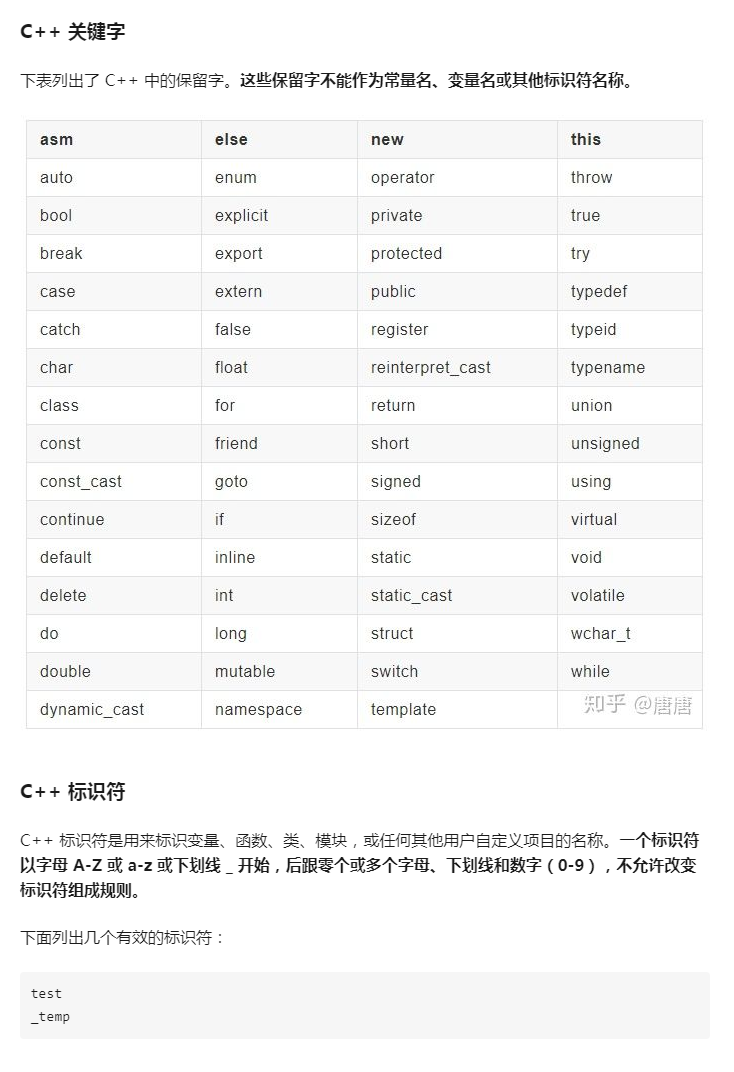 C++ 关键字
下表列出了 C++ 中的保留字。这些保留字不能作为常量名、变量名或其他标识符名称。
asm else new this
auto enum operator throw
bool explicit private true
break export protected try
case extern public typedef
catch false register typeid
char float reinterpret_cast typename
class for return union
const friend short unsigned
const_cast goto signed using
continue if sizeof virtual
default inline static void
delete int static_cast volatile
do long struct wchar_t
double mutable switch while
dynamic_cast namespace template
知乎 @唐唐
C++ 标识符
C++ 标识符是用来标识变量、函数、类、模块，或任何其他用户自定义项目的名称。一个标识符
以字母 A-Z 或 a-z 或下划线 _ 开始，后跟零个或多个字母、下划线和数字（0-9），不允许改变
标识符组成规则。
下面列出几个有效的标识符：
test
_temp